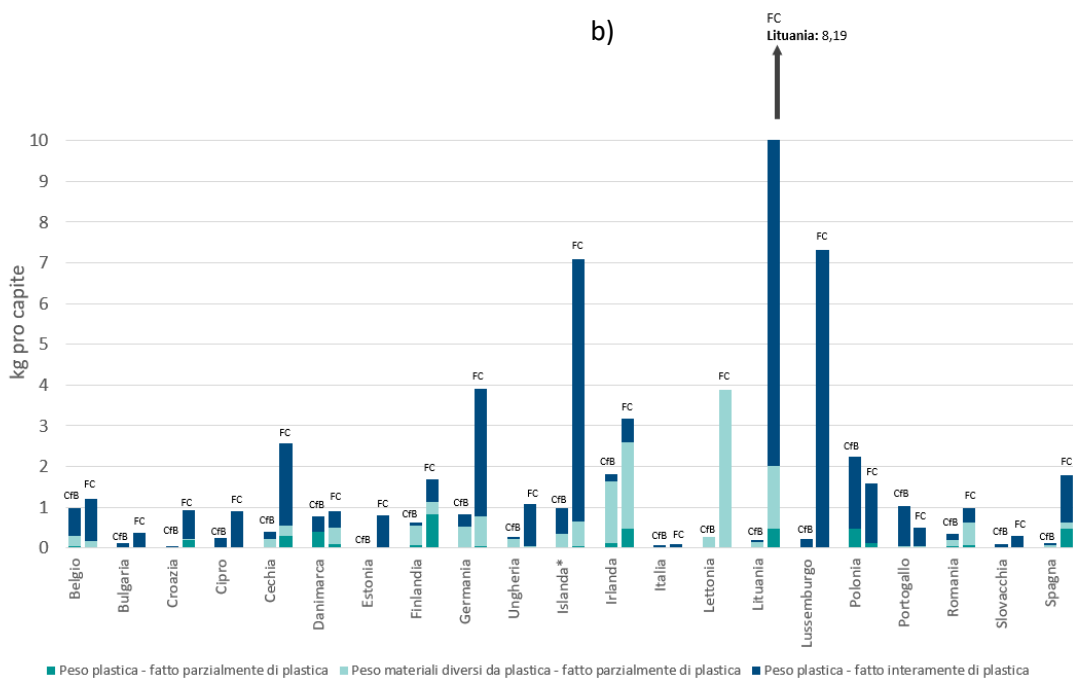 b)
FC
Lituania: 8,19
kg pro capite
10
9
8
7
6
5
4
3
2
1
0
CfB FC
CfB FC
CfB FC
CfB FC
CfB FC
CfB FC
CfB FC
CfB FC
CfB FC
CfB FC
CfB FC
CfB FC
CfB FC
CfB FC
CfB
CfB FC
CfB FC
CfB FC
CfB FC
CfB FC
CfB FC
Belgio
Bulgaria
Croazia
Cipro
Cechia
Danimarca
Estonia
Finlandia
Germania
Ungheria
Islanda*
Irlanda
Italia
Lettonia
Lituania
Lussemburgo
Polonia
Portogallo
Romania
Slovacchia
Spagna
Peso plastica - fatto parzialmente di plastica
Peso materiali diversi da plastica - fatto parzialmente di plastica
Peso plastica - fatto interamente di plastica